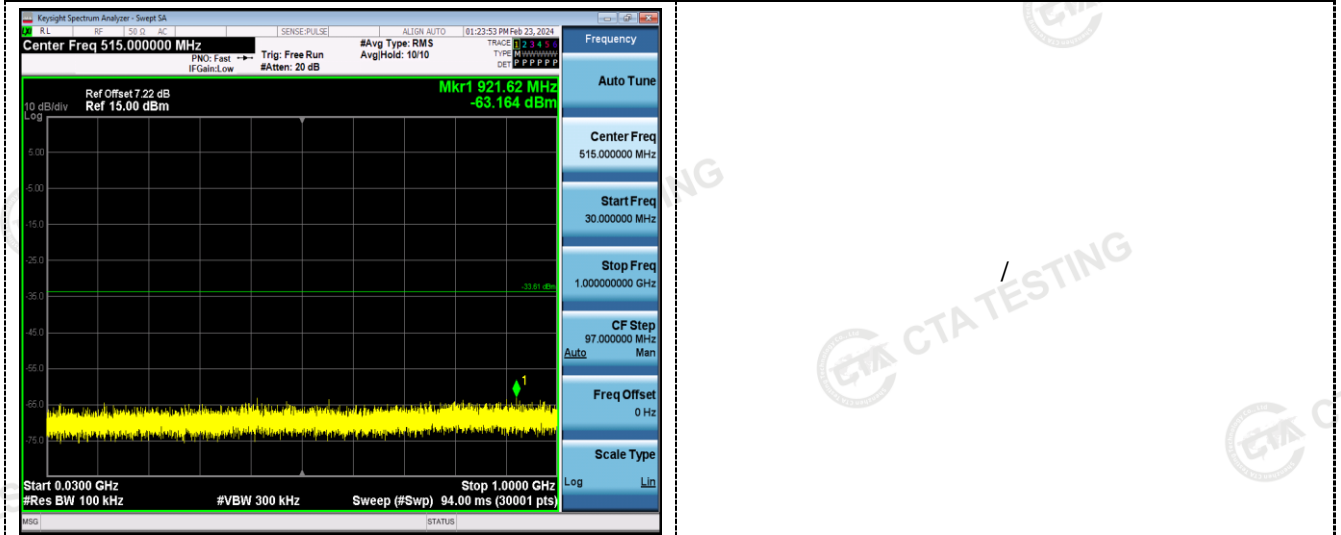 Keysight Spectrum Analyzer - Swept SA
RL RF 50 Ω AC SENSE:PULSE ALIGN AUTO 01:23:53 PM Feb 23, 2024
Center Freq 515.000000 MHz
PNO: Fast
IFGain:Low
Trig: Free Run
#Atten: 20 dB
#Avg Type: RMS
Avg|Hold: 10/10
TRACE 1 2 3 4 5 6
TYPE M WWWWW
DET P P P P P P
Frequency
Auto Tune
Center Freq
515.000000 MHz
Start Freq
30.000000 MHz
Stop Freq
1.000000000 GHz
CF Step
97.000000 MHz
Auto Man
Freq Offset
0 Hz
Scale Type
Log Lin
Mkr1 921.62 MHz
-63.164 dBm
Ref Offset 7.22 dB
10 dB/div Ref 15.00 dBm
Log
5.00
-5.00
-15.0
-25.0
-33.61 dBm
-35.0
-45.0
-55.0
1
-65.0
-75.0
Start 0.0300 GHz Stop 1.0000 GHz
#Res BW 100 kHz #VBW 300 kHz Sweep (#Swp) 94.00 ms (30001 pts)
MSG STATUS
/
CTA TESTING